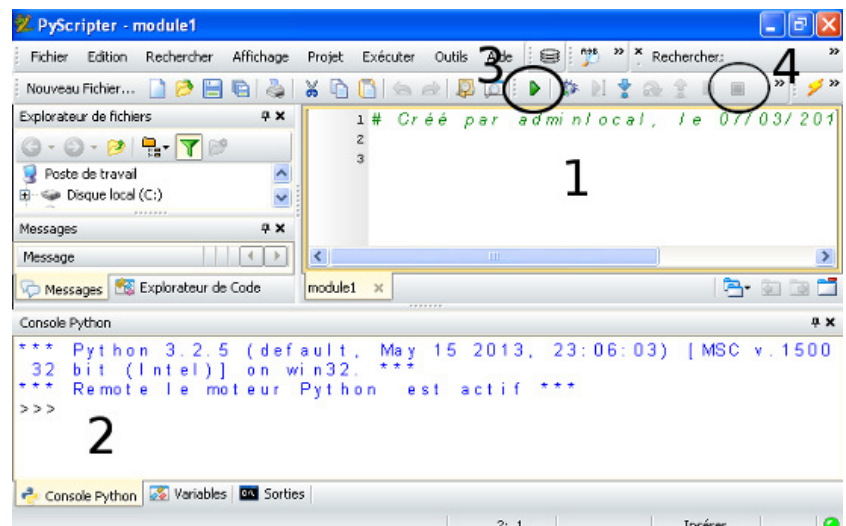 PyScripter - module1
Fichier Edition Rechercher Affichage Projet Exécuter Outils Aide » Rechercher: »
3 4
Nouveau Fichier... » »
Explorateur de fichiers
Poste de travail
Disque local (C:)
Messages
Message
Messages Explorateur de Code
1 # Créé par adminlocal, le 07/03/201
2
3
1
module1
Console Python
*** Python 3.2.5 (default, May 15 2013, 23:06:03) [MSC v.1500
32 bit (Intel)] on win32. ***
*** Remote le moteur Python est actif ***
>>>
2
Console Python Variables Sorties
2: 1 Insérer